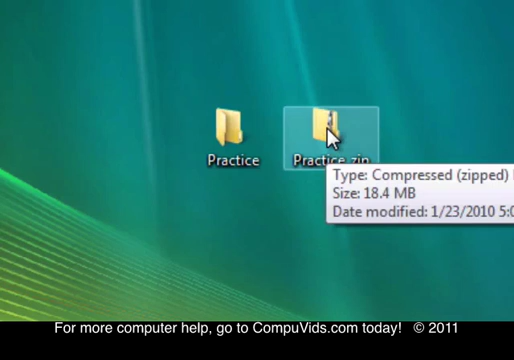 Practice
Practice.zip
Type: Compressed (zipped)
Size: 18.4 MB
Date modified: 1/23/2010
For more computer help, go to CompuVids.com today! © 2011